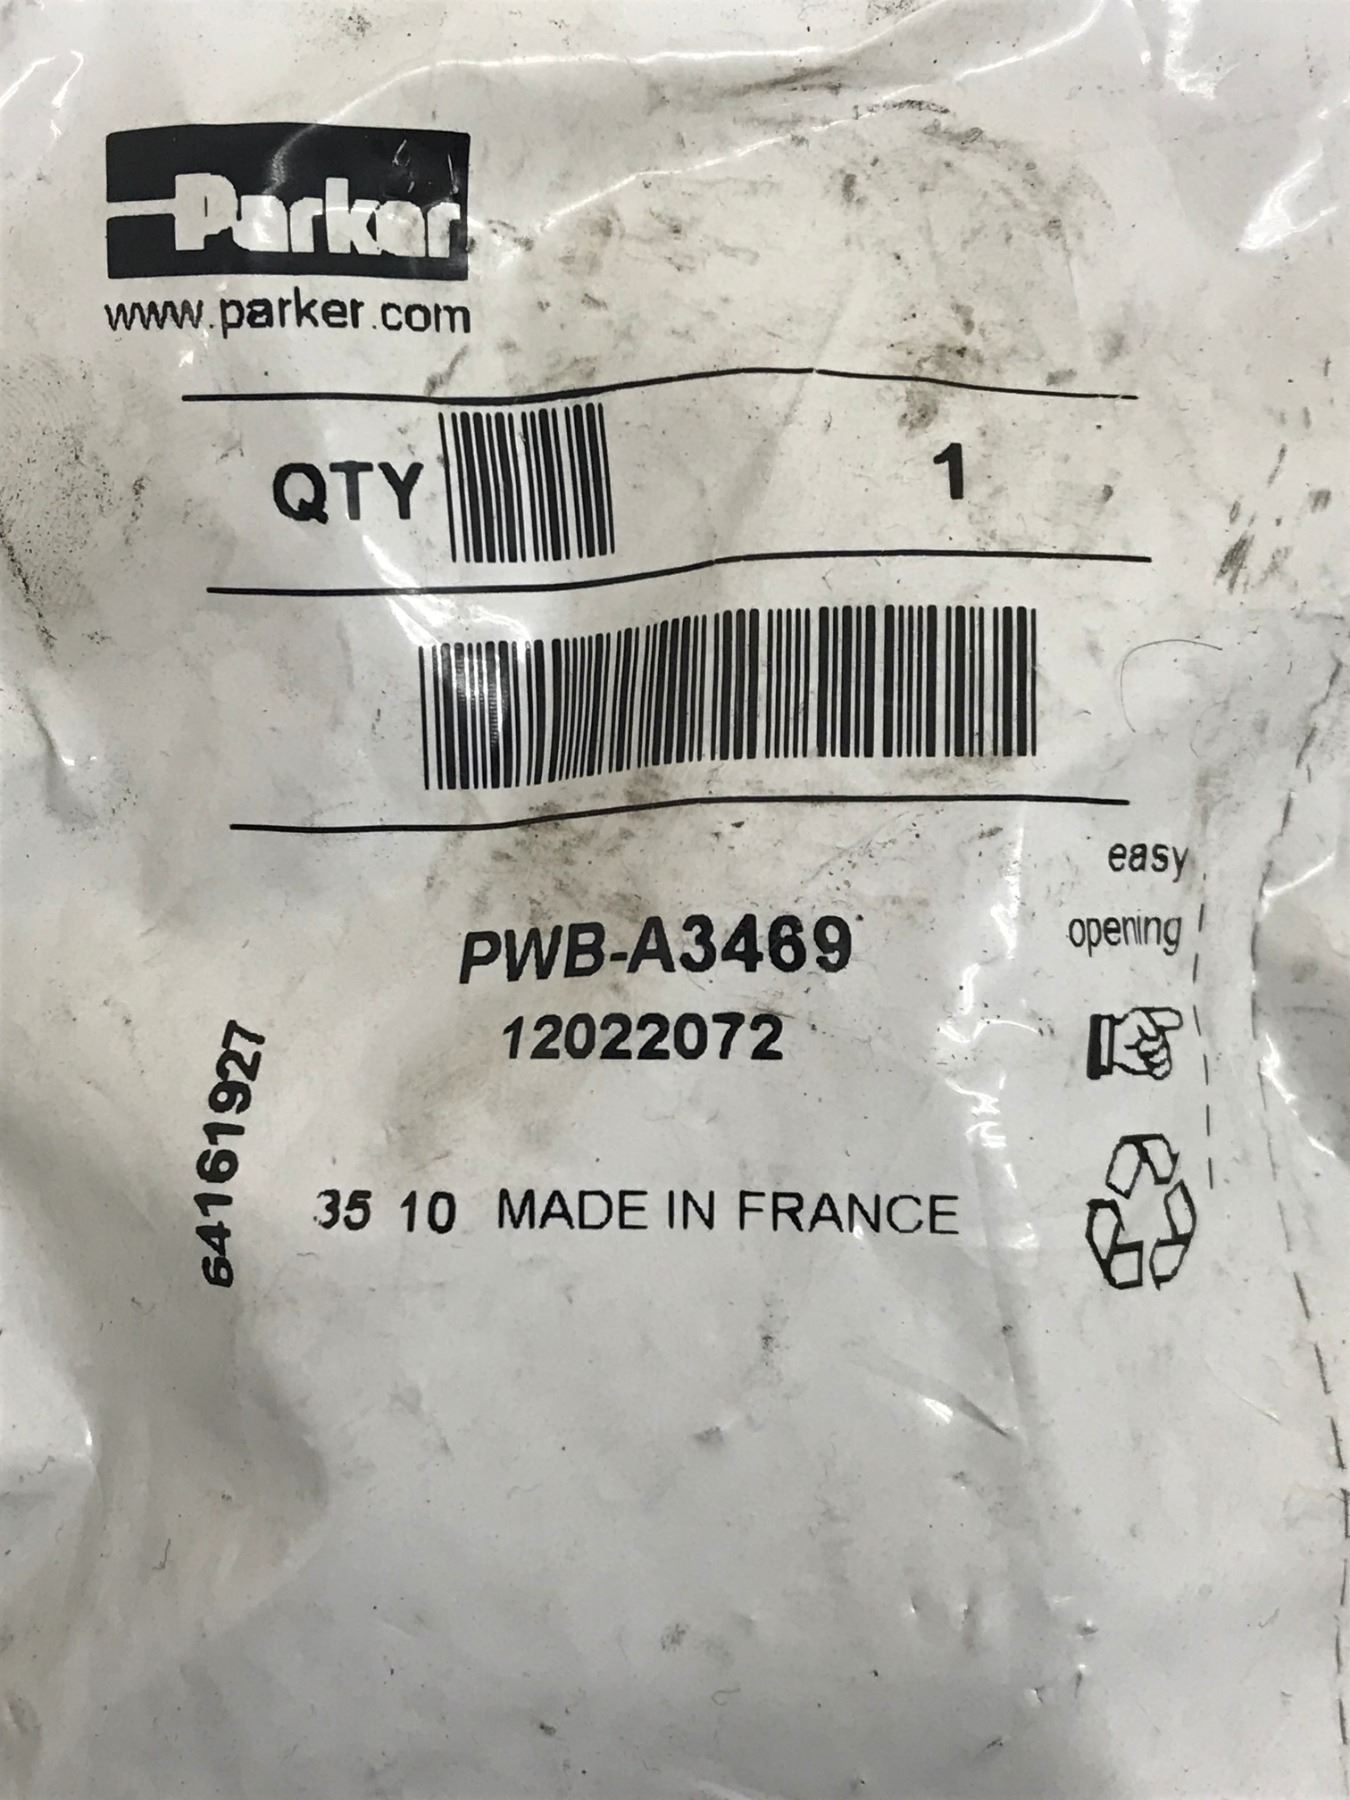 Parker
www.parker.com
QTY 1
easy
opening
PWB-A3469
12022072
64161927
35 10 MADE IN FRANCE